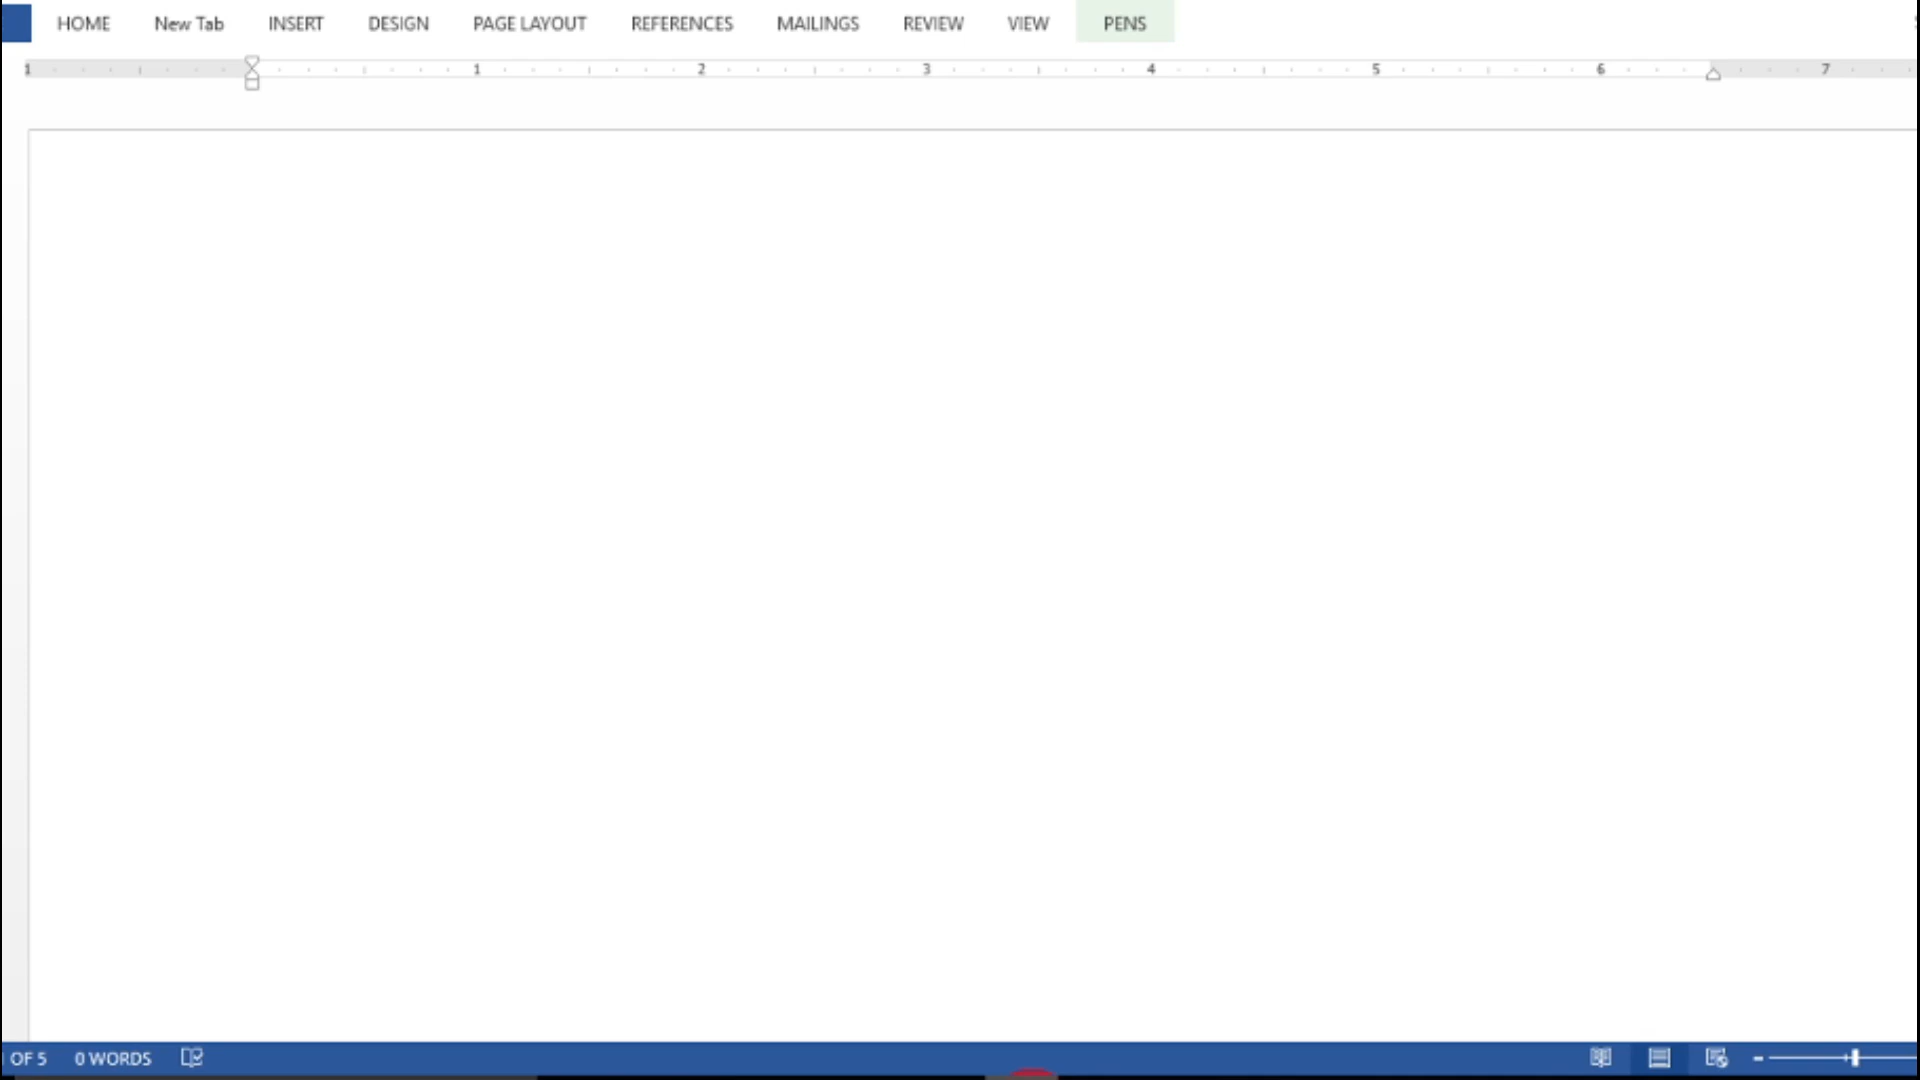 HOME New Tab INSERT DESIGN PAGE LAYOUT REFERENCES MAILINGS REVIEW VIEW PENS
1 1 2 3 4 5 6 7
OF 5 0 WORDS